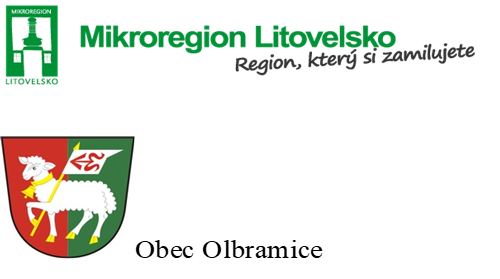 MIKROREGION
LITOVELSKO
Mikroregion Litovelsko
Region, který si zamilujete
Obec Olbramice